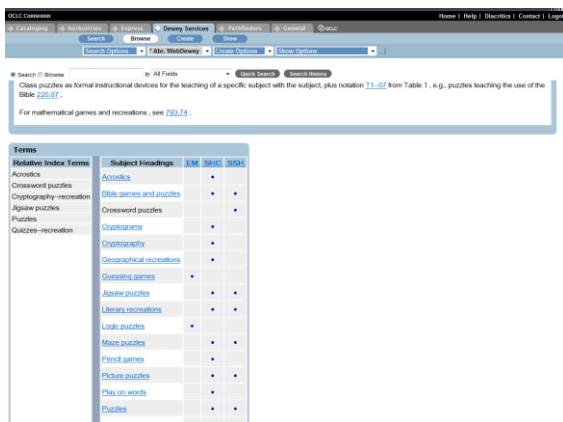 OCLC Connexion
Home | Help | Diacritics | Contact | Logof
Cataloging Authorities Express Dewey Services Pathfinders General OCLC
Search Browse Create Show
Search Options *Abr. WebDewey Create Options Show Options
Search Browse in All Fields Quick Search Search History
Class puzzles as formal instructional devices for the teaching of a specific subject with the subject, plus notation T1--07 from Table 1 , e.g., puzzles teaching the use of the
Bible 220.07 .
For mathematical games and recreations , see 793.74 .
Terms
Relative Index Terms
Acrostics
Crossword puzzles
Cryptography--recreation
Jigsaw puzzles
Puzzles
Quizzes--recreation
Subject Headings EM SHC SSH
Acrostics •
Bible games and puzzles • •
Crossword puzzles •
Cryptograms •
Cryptography •
Geographical recreations •
Guessing games •
Jigsaw puzzles • •
Literary recreations • •
Logic puzzles •
Maze puzzles • •
Pencil games •
Picture puzzles • •
Play on words •
Puzzles • •